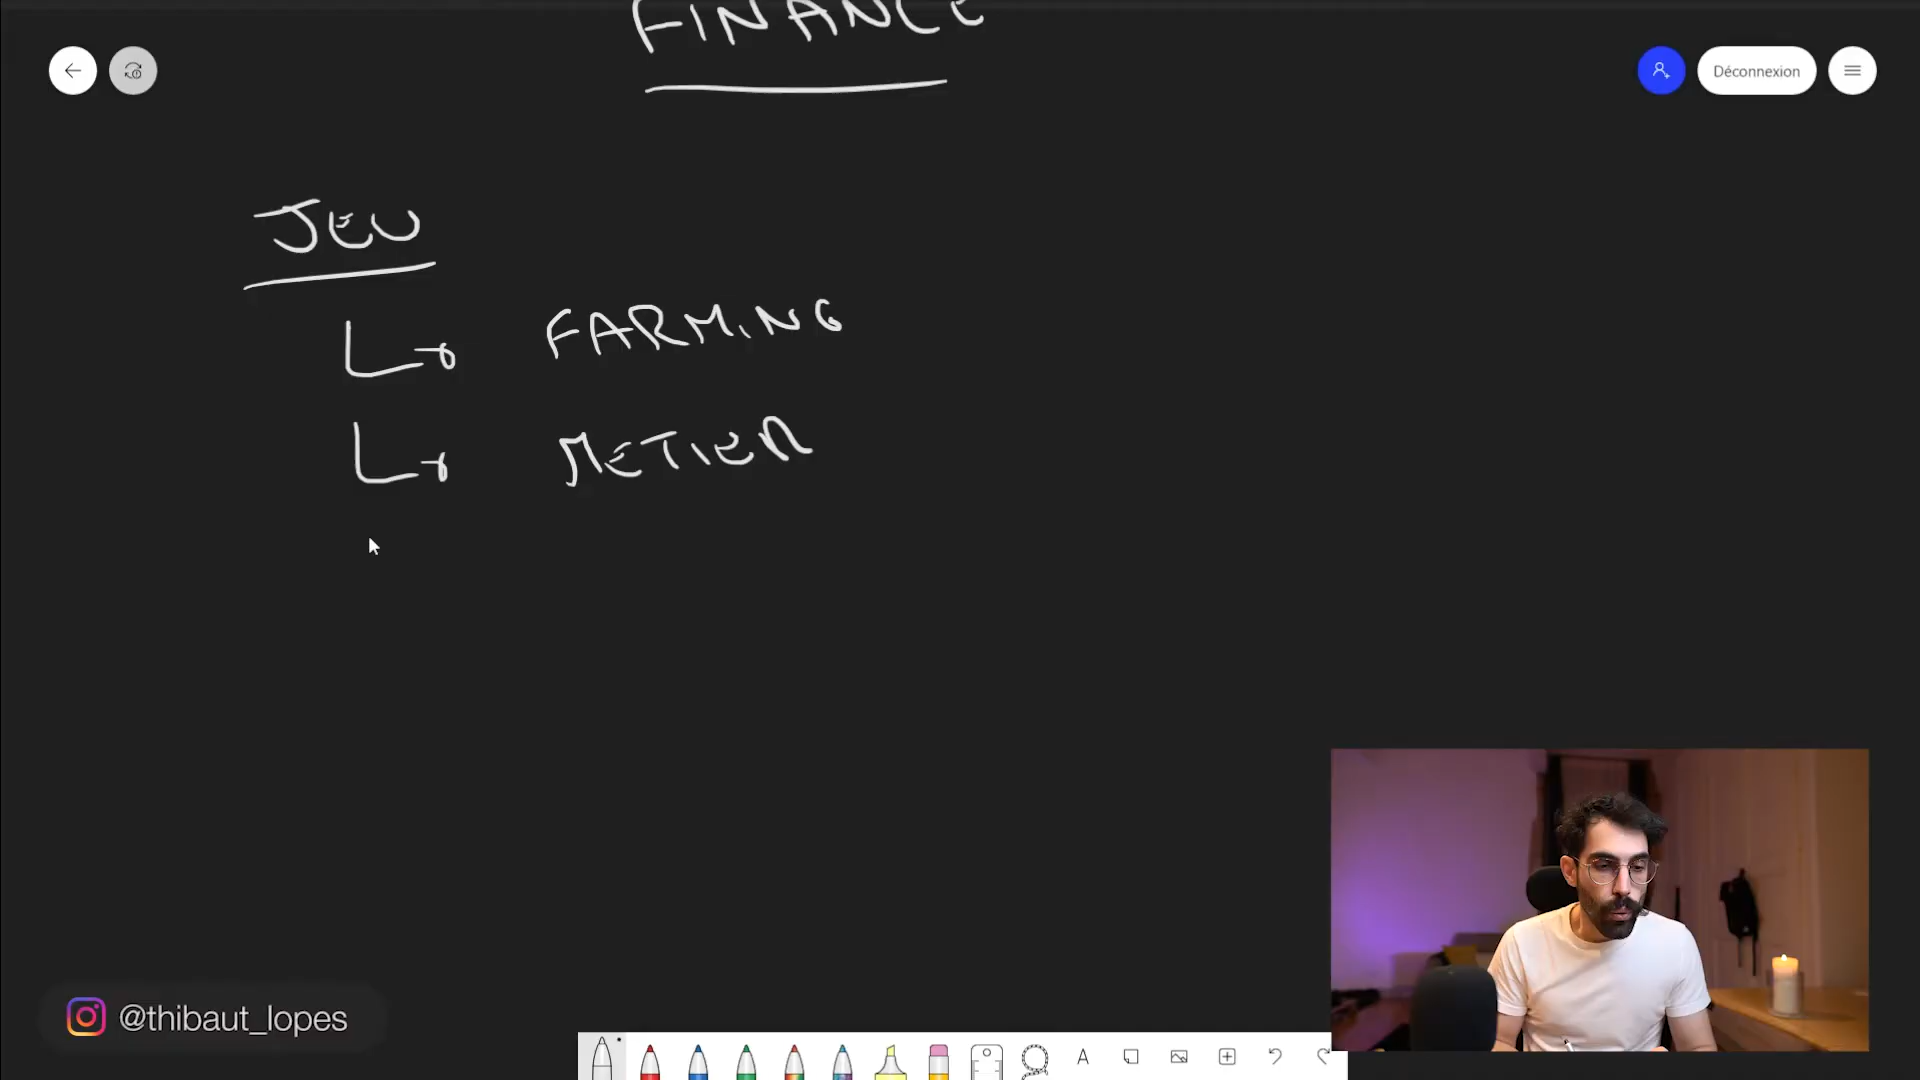 FINANCE
Déconnexion
JEU
FARMING
METIER
@thibaut_lopes
A